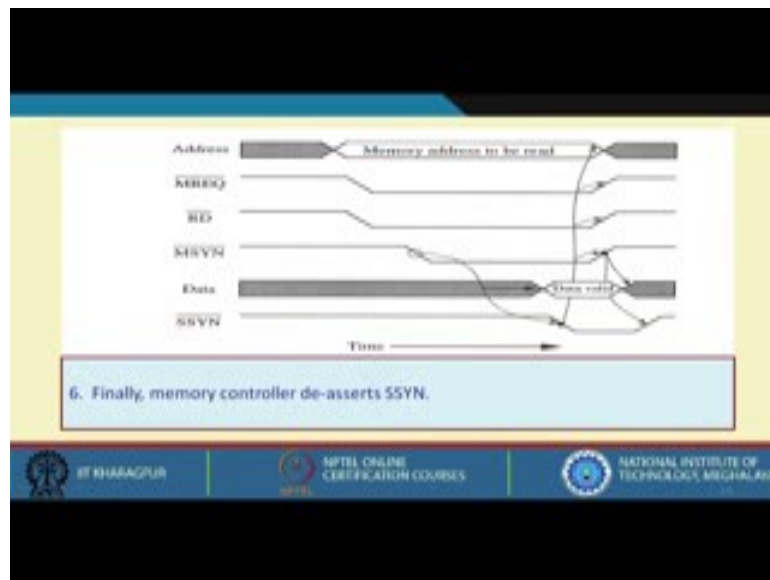 Address
Memory address to be read
MREQ
RD
MSYN
Data
Data valid
SSYN
Time
6. Finally, memory controller de-asserts SSYN.
IIT KHARAGPUR
NPTEL ONLINE
CERTIFICATION COURSES
NPTEL
NATIONAL INSTITUTE OF
TECHNOLOGY, MEGHALAYA